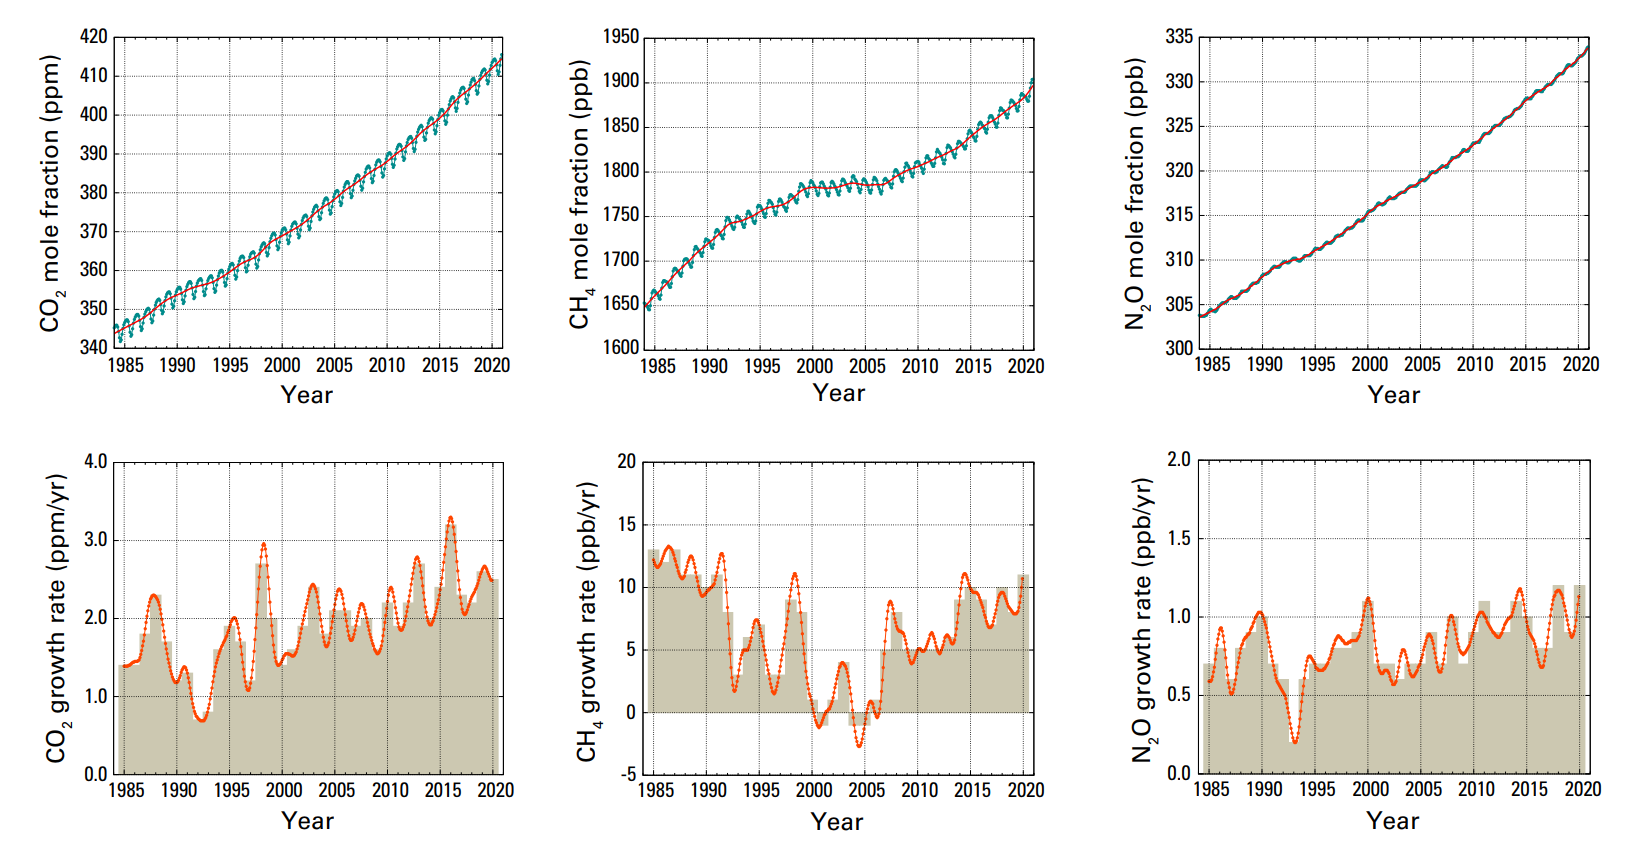 CO2 mole fraction (ppm)
420
410
400
390
380
370
360
350
340
1985 1990 1995 2000 2005 2010 2015 2020
Year
CH4 mole fraction (ppb)
1950
1900
1850
1800
1750
1700
1650
1600
1985 1990 1995 2000 2005 2010 2015 2020
Year
N2O mole fraction (ppb)
335
330
325
320
315
310
305
300
1985 1990 1995 2000 2005 2010 2015 2020
Year
CO2 growth rate (ppm/yr)
4.0
3.0
2.0
1.0
0.0
1985 1990 1995 2000 2005 2010 2015 2020
Year
CH4 growth rate (ppb/yr)
20
15
10
5
0
-5
1985 1990 1995 2000 2005 2010 2015 2020
Year
N2O growth rate (ppb/yr)
2.0
1.5
1.0
0.5
0.0
1985 1990 1995 2000 2005 2010 2015 2020
Year